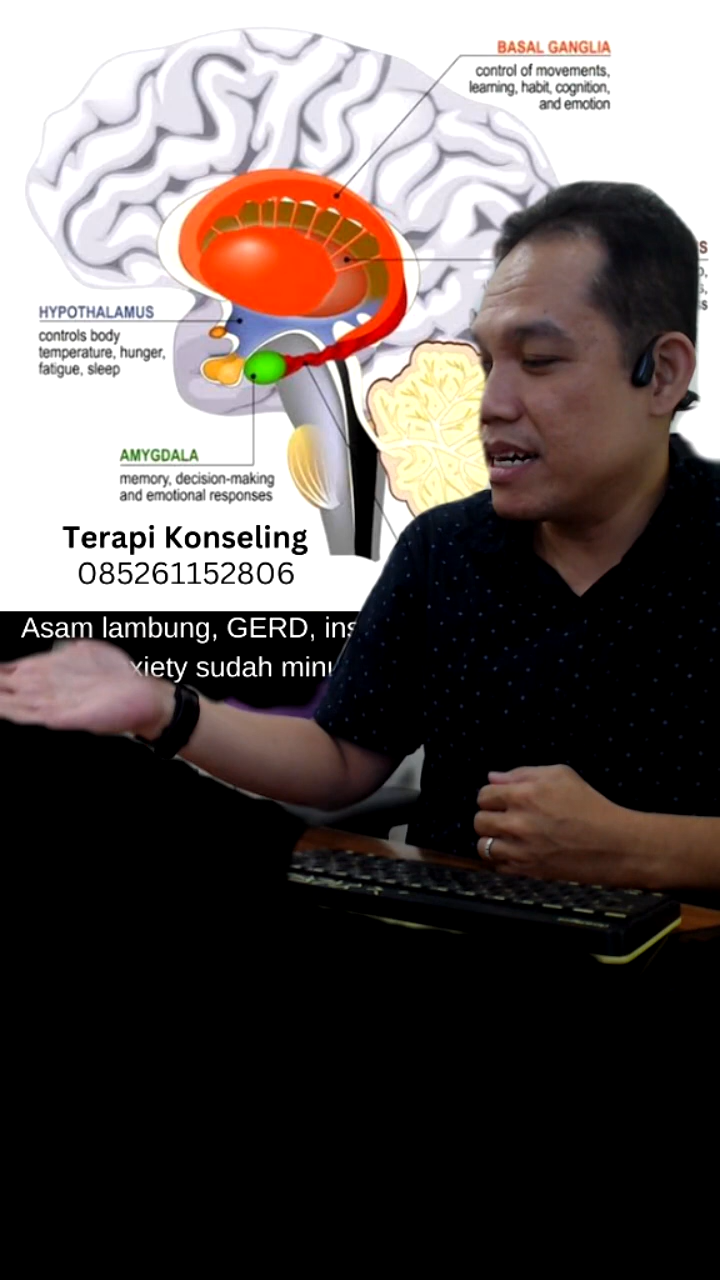 BASAL GANGLIA
control of movements,
learning, habit, cognition,
and emotion
HYPOTHALAMUS
controls body
temperature, hunger,
fatigue, sleep
AMYGDALA
memory, decision-making
and emotional responses
Terapi Konseling
085261152806
Asam lambung, GERD,
sudah